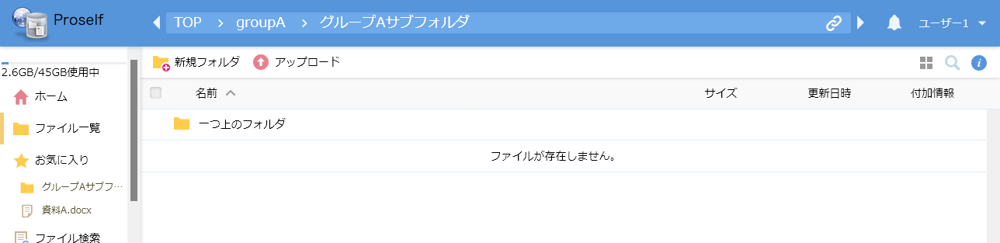 Proself
TOP > groupA > グループAサブフォルダ
ユーザー1
2.6GB/45GB使用中
ホーム
ファイル一覧
お気に入り
グループAサブフ…
資料A.docx
ファイル検索
新規フォルダ アップロード
名前 サイズ 更新日時 付加情報
一つ上のフォルダ
ファイルが存在しません。